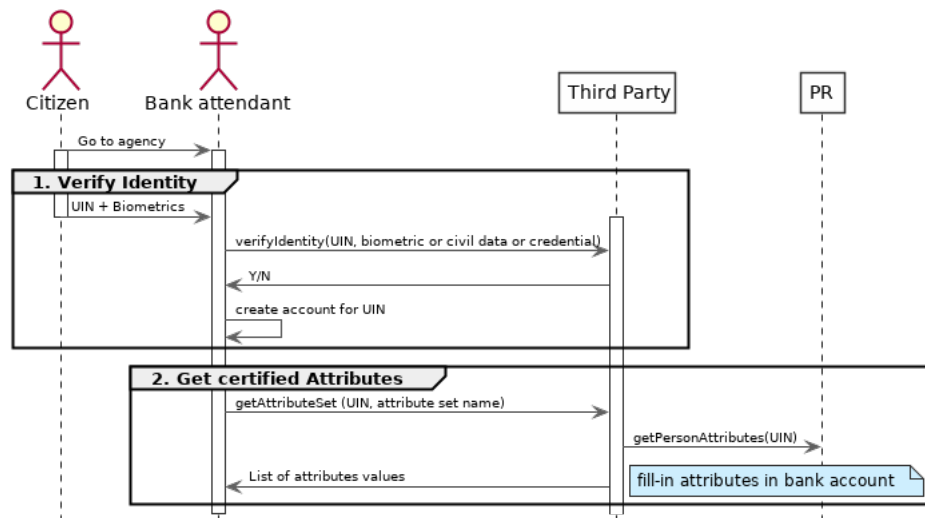 Citizen
Bank attendant
Third Party
PR
Go to agency
1. Verify Identity
UIN + Biometrics
verifyIdentity(UIN, biometric or civil data or credential)
Y/N
create account for UIN
2. Get certified Attributes
getAttributeSet (UIN, attribute set name)
getPersonAttributes(UIN)
List of attributes values
fill-in attributes in bank account